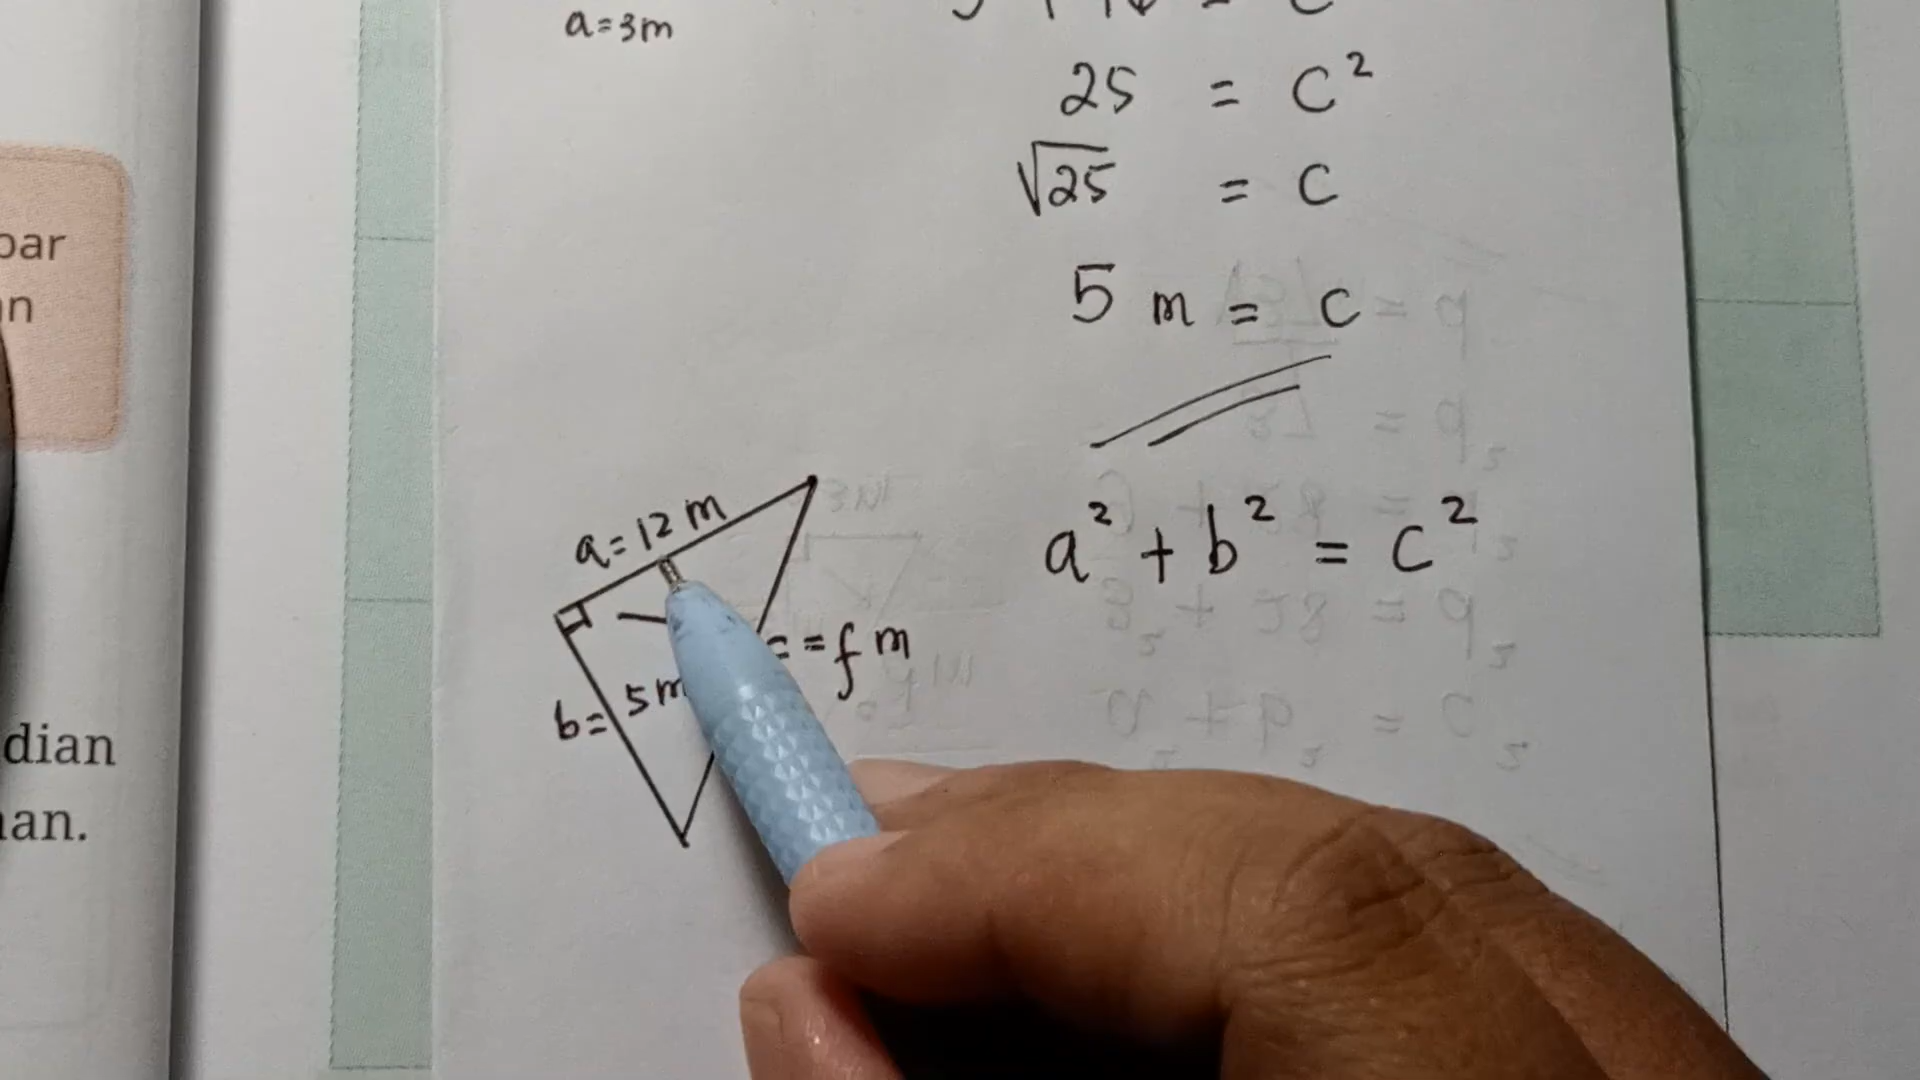 a=3m
25 = C²
√25 = C
5 m = C
a=12 m
a² + b² = C²
= f m
b= 5m
bar
n
dian
an.